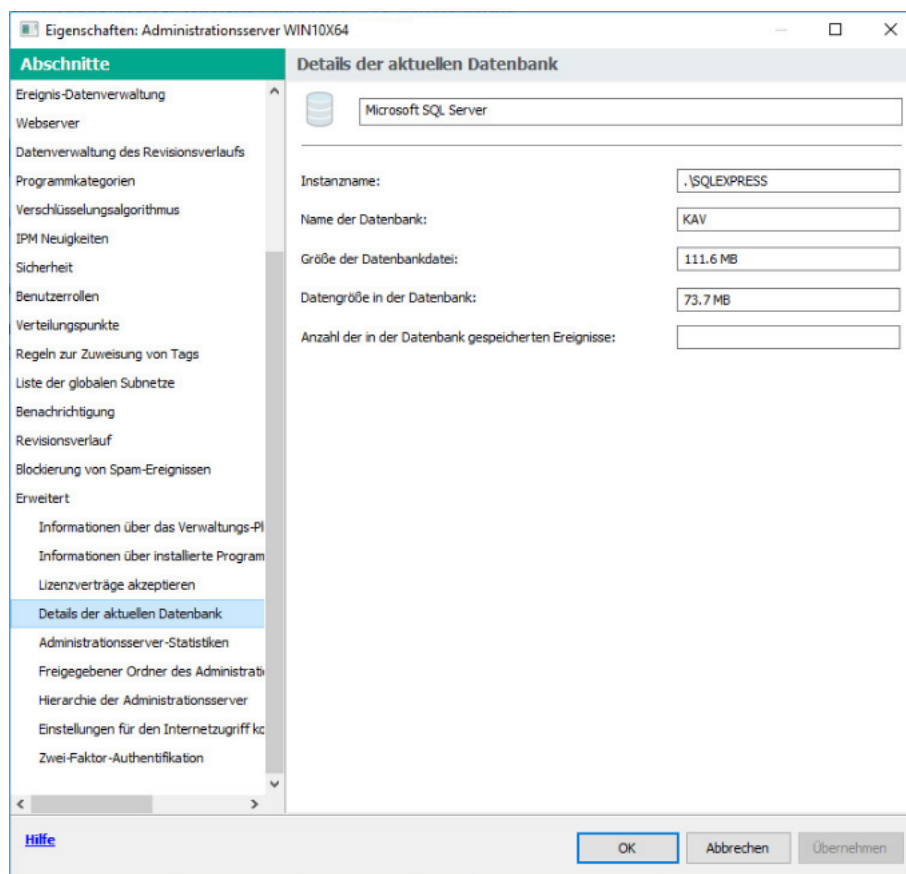 Eigenschaften: Administrationsserver WIN10X64
Abschnitte
Ereignis-Datenverwaltung
Webserver
Datenverwaltung des Revisionsverlaufs
Programmkategorien
Verschlüsselungsalgorithmus
IPM Neuigkeiten
Sicherheit
Benutzerrollen
Verteilungspunkte
Regeln zur Zuweisung von Tags
Liste der globalen Subnetze
Benachrichtigung
Revisionsverlauf
Blockierung von Spam-Ereignissen
Erweitert
Informationen über das Verwaltungs-Pl
Informationen über installierte Program
Lizenzverträge akzeptieren
Details der aktuellen Datenbank
Administrationsserver-Statistiken
Freigegebener Ordner des Administrati
Hierarchie der Administrationsserver
Einstellungen für den Internetzugriff kc
Zwei-Faktor-Authentifikation
Details der aktuellen Datenbank
Microsoft SQL Server
Instanzname: .\SQLEXPRESS
Name der Datenbank: KAV
Größe der Datenbankdatei: 111.6 MB
Datengröße in der Datenbank: 73.7 MB
Anzahl der in der Datenbank gespeicherten Ereignisse:
Hilfe
OK Abbrechen Übernehmen